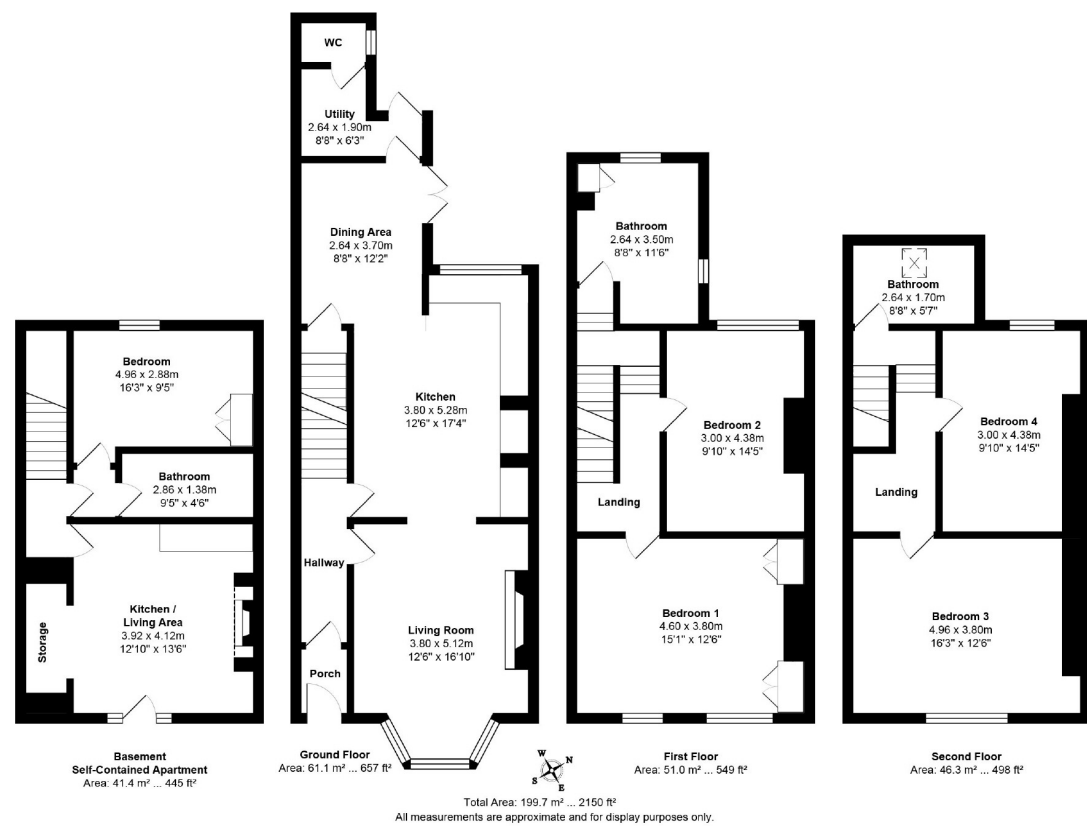 WC
Utility
2.64 x 1.90m
8'8" x 6'3"
Dining Area
2.64 x 3.70m
8'8" x 12'2"
Kitchen
3.80 x 5.28m
12'6" x 17'4"
Hallway
Living Room
3.80 x 5.12m
12'6" x 16'10"
Porch
Bedroom
4.96 x 2.88m
16'3" x 9'5"
Bathroom
2.86 x 1.38m
9'5" x 4'6"
Kitchen /
Living Area
3.92 x 4.12m
12'10" x 13'6"
Storage
Bathroom
2.64 x 3.50m
8'8" x 11'6"
Bedroom 2
3.00 x 4.38m
9'10" x 14'5"
Landing
Bedroom 1
4.60 x 3.80m
15'1" x 12'6"
Bathroom
2.64 x 1.70m
8'8" x 5'7"
Bedroom 4
3.00 x 4.38m
9'10" x 14'5"
Landing
Bedroom 3
4.96 x 3.80m
16'3" x 12'6"
Basement
Self-Contained Apartment
Area: 41.4 m² ... 445 ft²
Ground Floor
Area: 61.1 m² ... 657 ft²
W
N
S
E
First Floor
Area: 51.0 m² ... 549 ft²
Second Floor
Area: 46.3 m² ... 498 ft²
Total Area: 199.7 m² ... 2150 ft²
All measurements are approximate and for display purposes only.